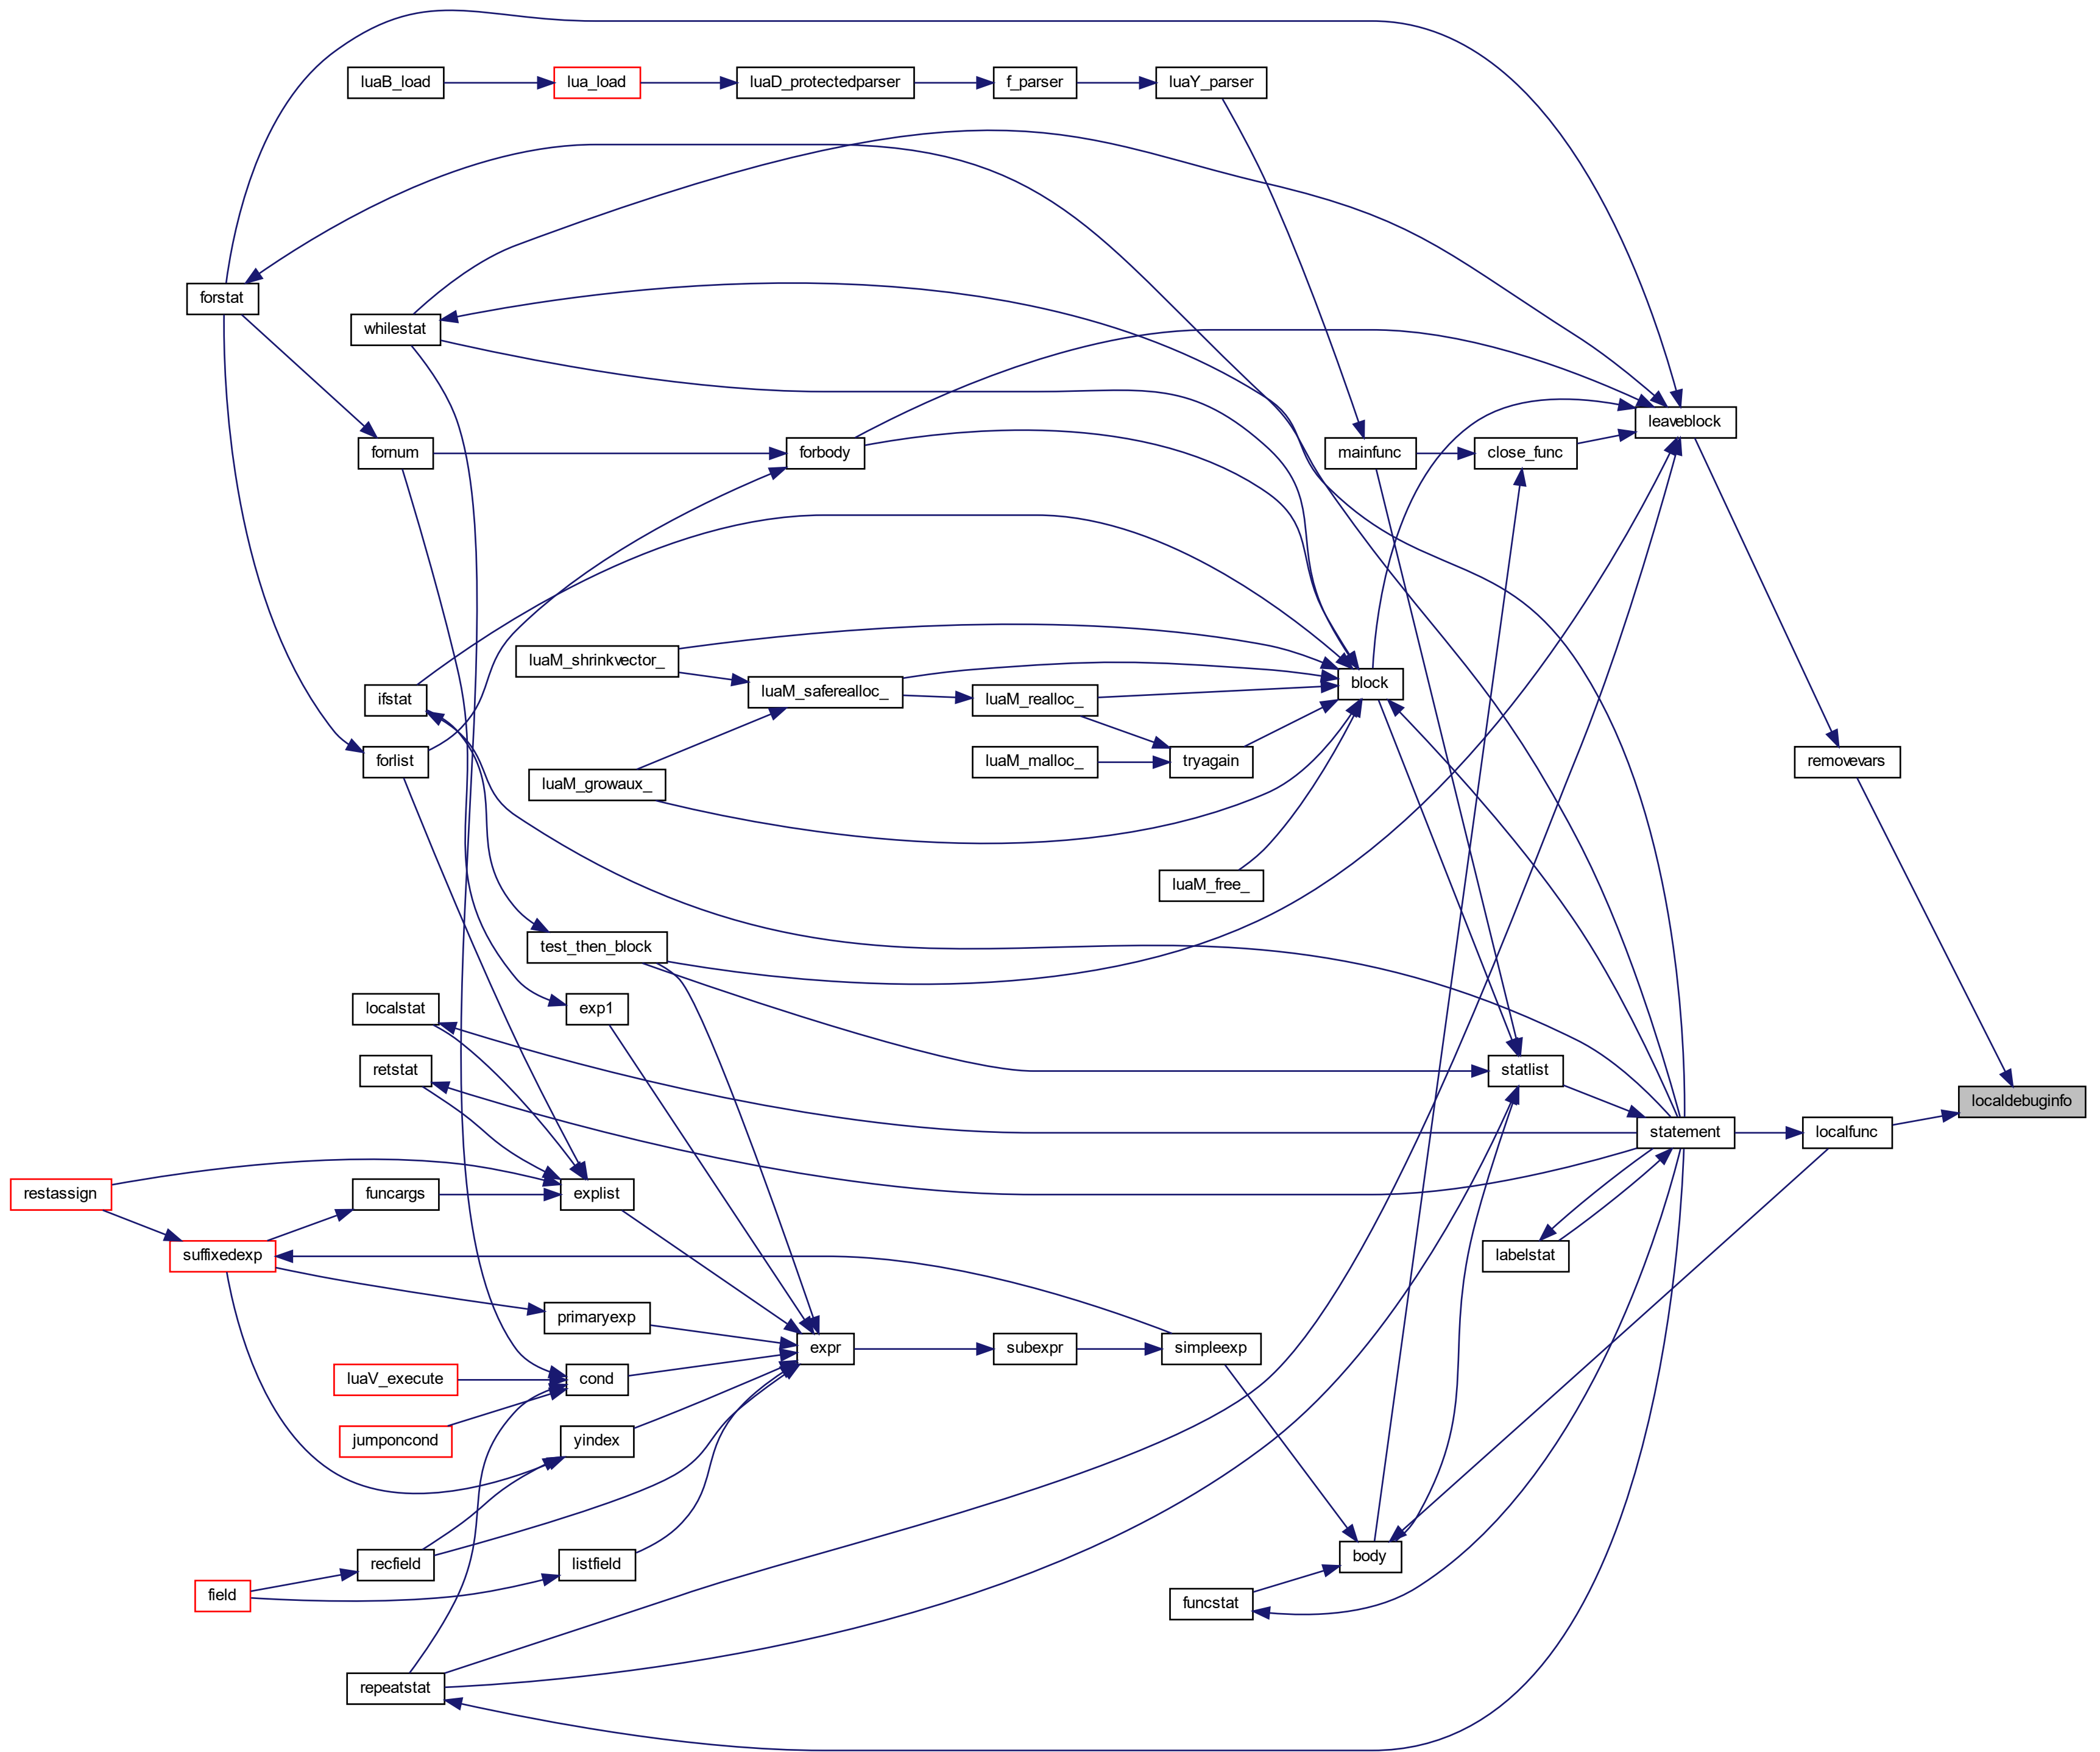 luaB_load
lua_load
luaD_protectedparser
f_parser
luaY_parser
forstat
whilestat
leaveblock
fornum
forbody
mainfunc
close_func
luaM_shrinkvector_
ifstat
luaM_saferealloc_
luaM_realloc_
block
forlist
luaM_growaux_
luaM_malloc_
tryagain
removevars
luaM_free_
test_then_block
localstat
exp1
retstat
statlist
localdebuginfo
statement
localfunc
restassign
funcargs
explist
suffixedexp
labelstat
primaryexp
expr
subexpr
simpleexp
luaV_execute
cond
jumponcond
yindex
recfield
listfield
body
field
funcstat
repeatstat